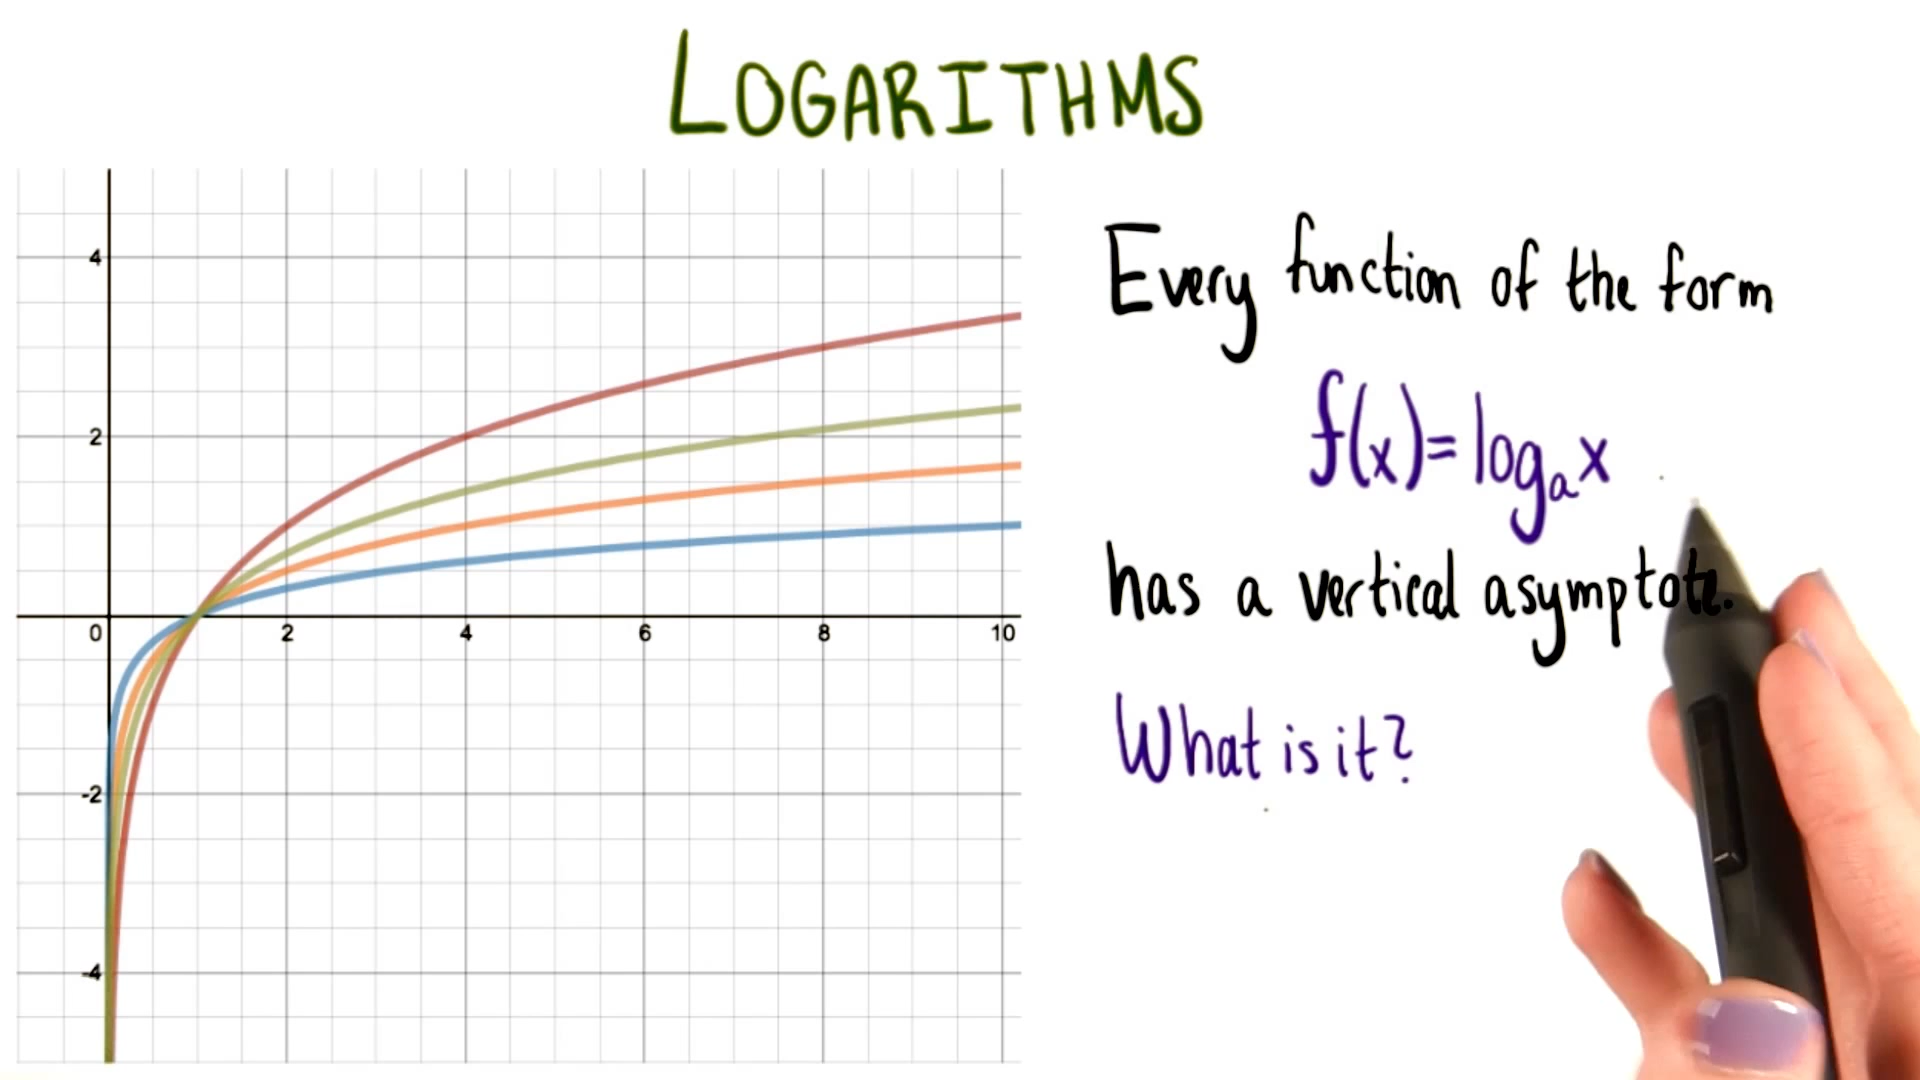 LOGARITHMS
4
2
0 2 4 6 8 10
-2
-4
Every function of the form
f(x)=logₐx
has a vertical asymptote.
What is it?